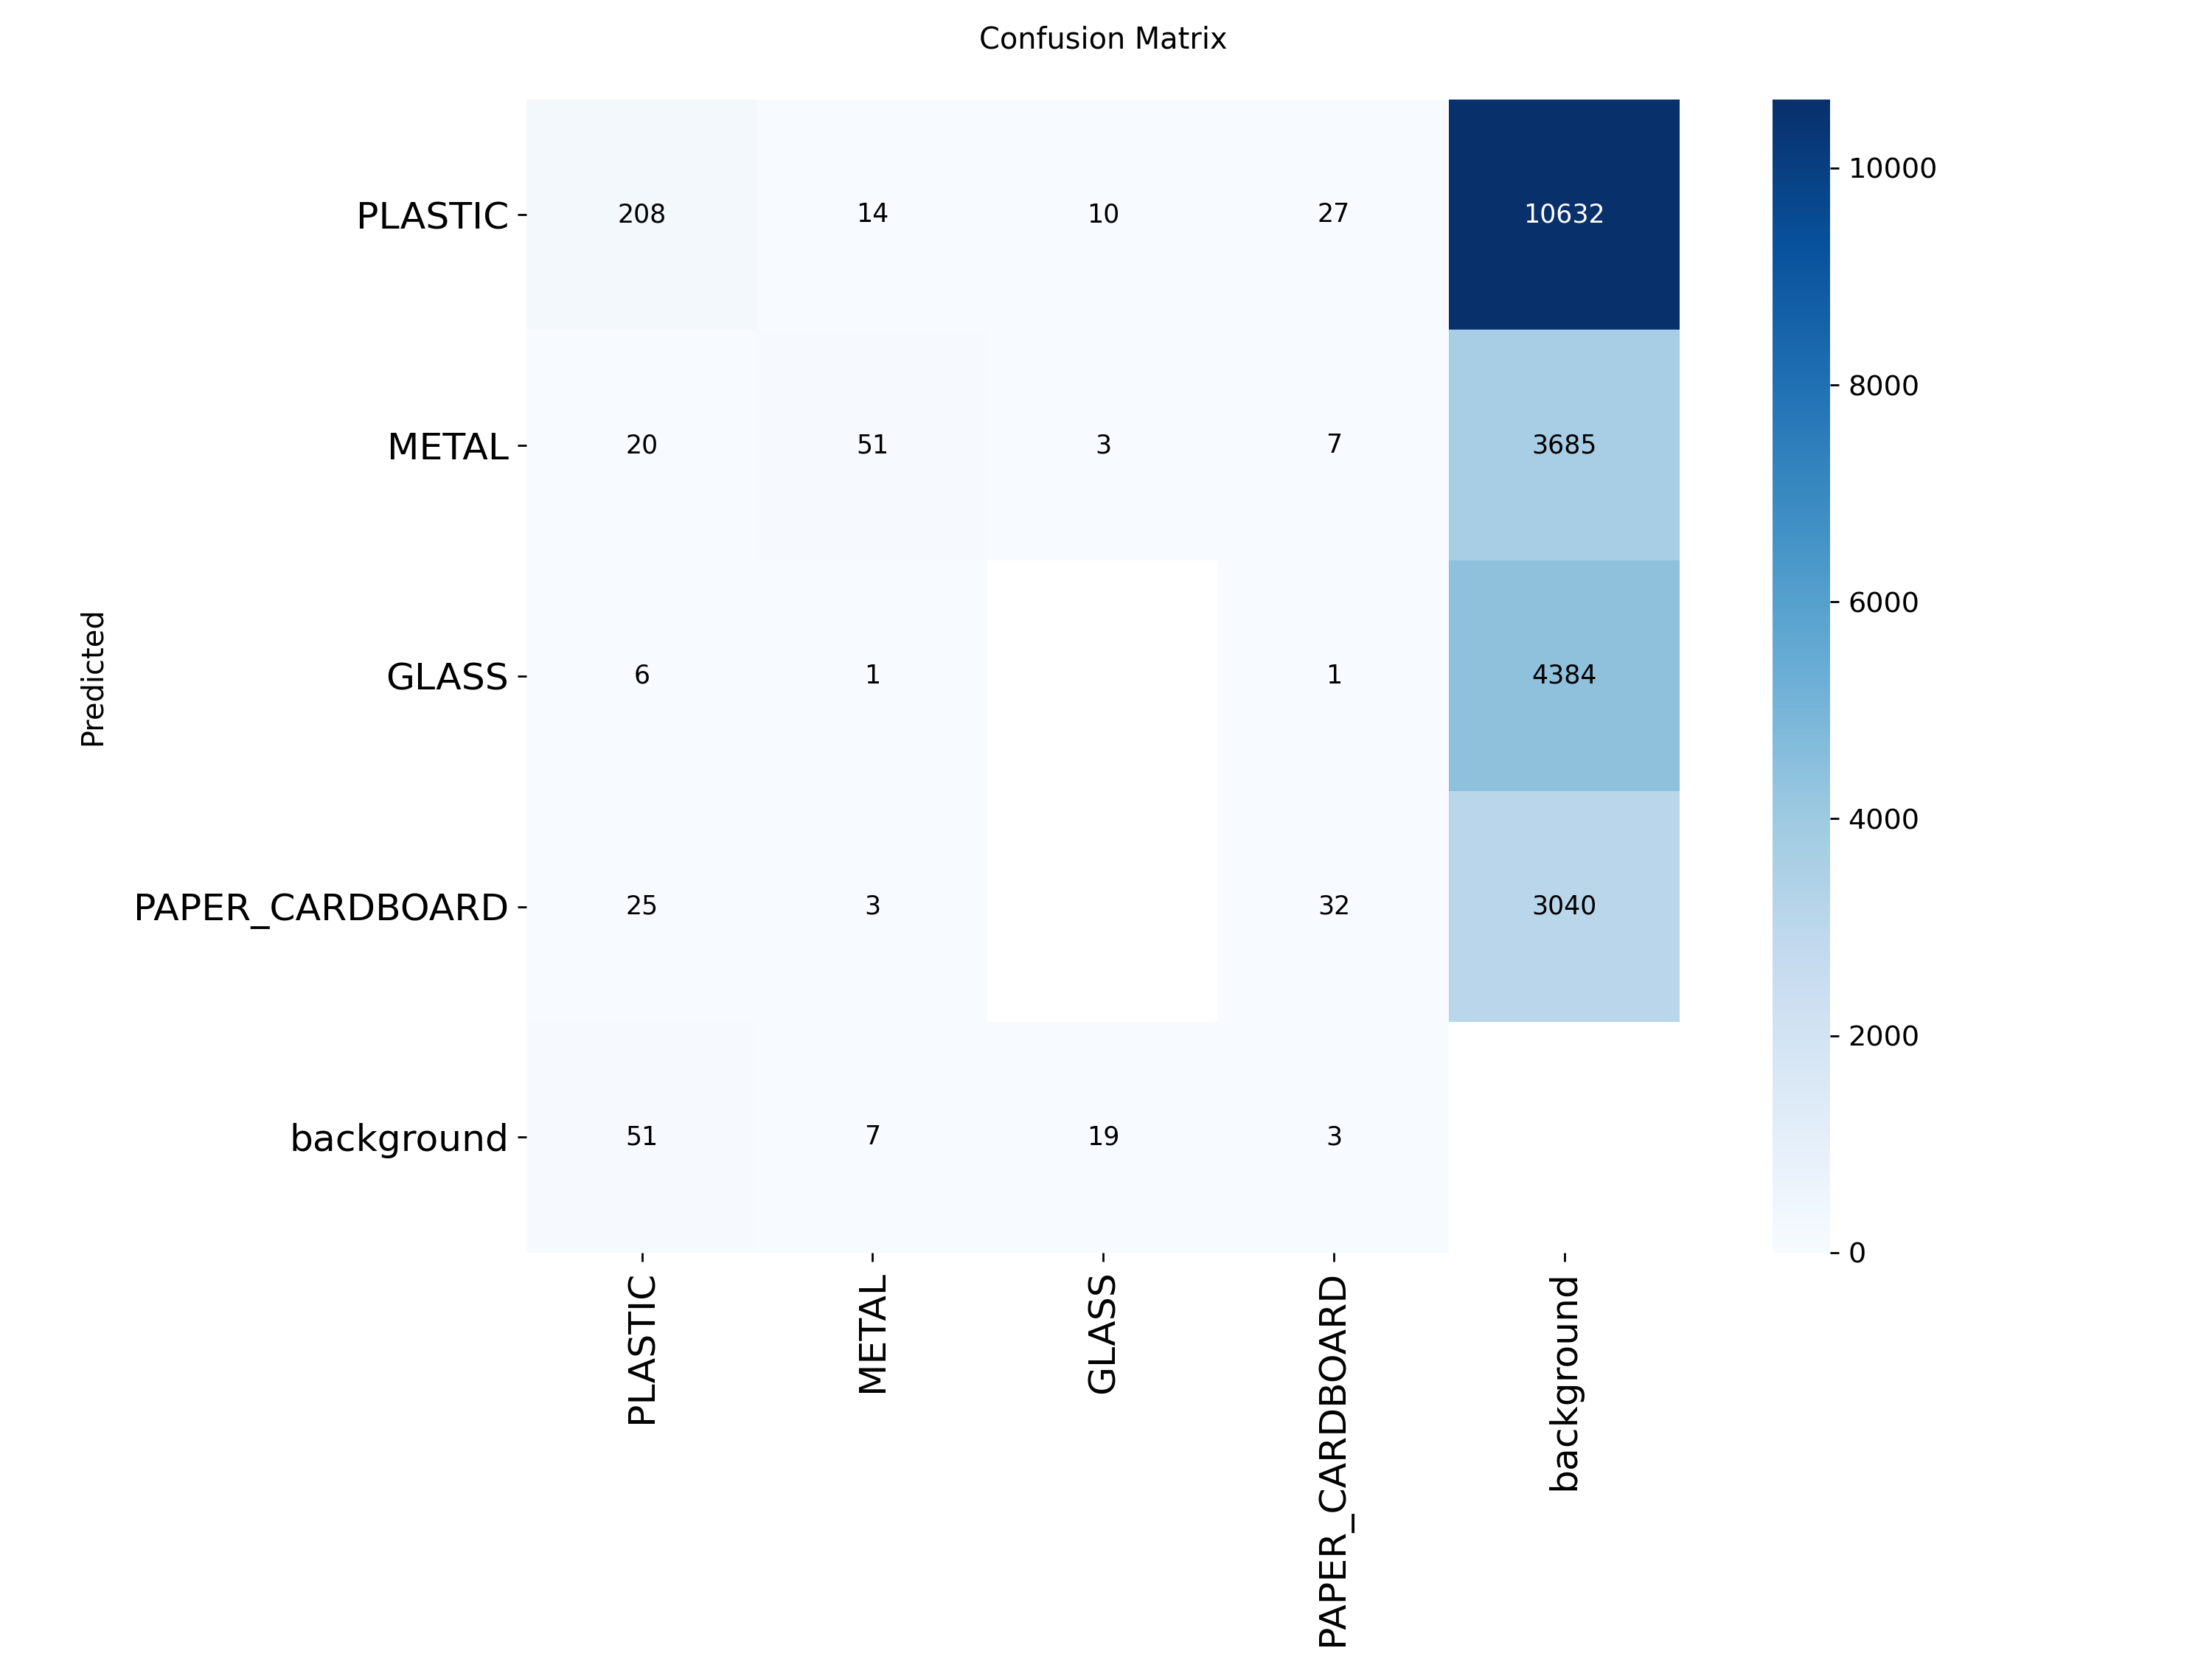 Confusion Matrix
PLASTIC 208 14 10 27 10632
METAL 20 51 3 7 3685
GLASS 6 1 1 4384
PAPER_CARDBOARD 25 3 32 3040
background 51 7 19 3
Predicted
PLASTIC
METAL
GLASS
PAPER_CARDBOARD
background
10000
8000
6000
4000
2000
0